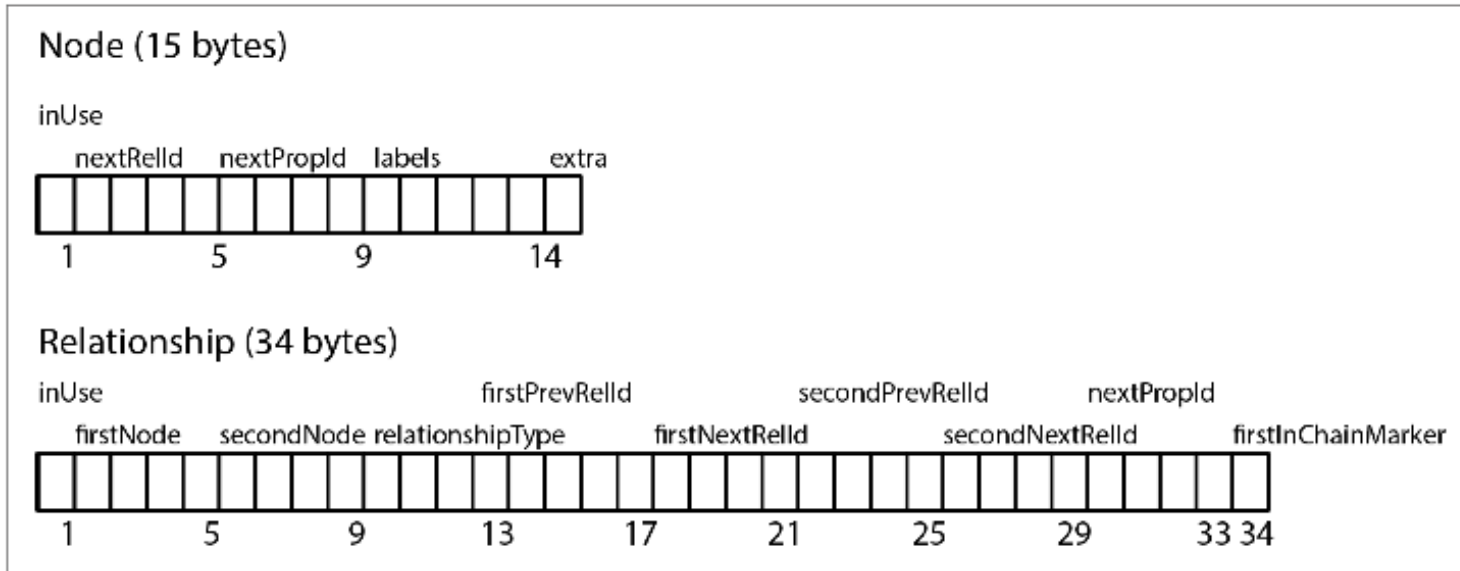 Node (15 bytes)
inUse
nextRelId nextPropId labels extra
1 5 9 14
Relationship (34 bytes)
inUse firstPrevRelId secondPrevRelId nextPropId
firstNode secondNode relationshipType firstNextRelId secondNextRelId firstInChainMarker
1 5 9 13 17 21 25 29 33 34